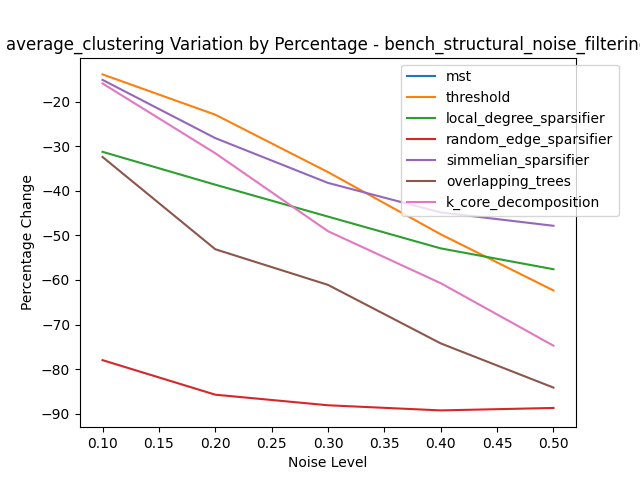 average_clustering Variation by Percentage - bench_structural_noise_filtering
mst
threshold
local_degree_sparsifier
random_edge_sparsifier
simmelian_sparsifier
overlapping_trees
k_core_decomposition
Percentage Change
−20
−30
−40
−50
−60
−70
−80
−90
0.10 0.15 0.20 0.25 0.30 0.35 0.40 0.45 0.50
Noise Level